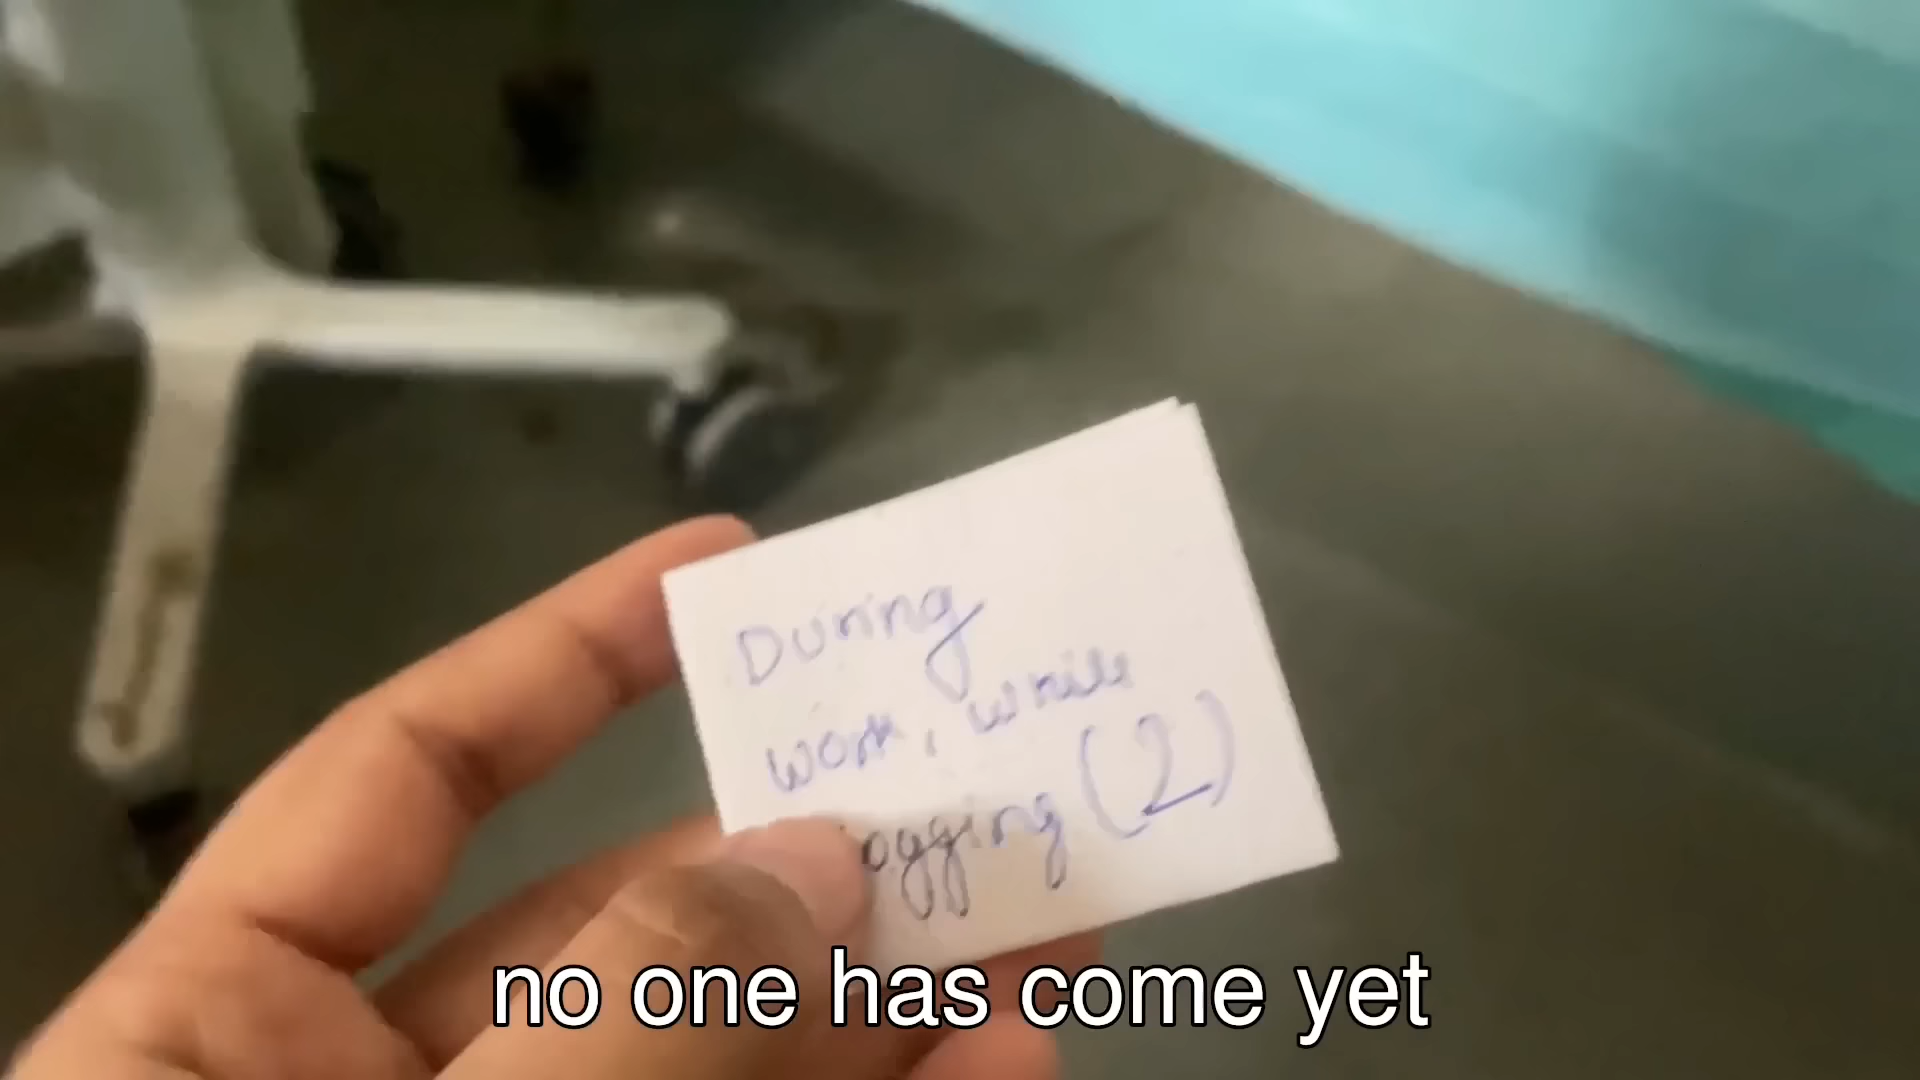 During
work, while
ogging (2)
no one has come yet